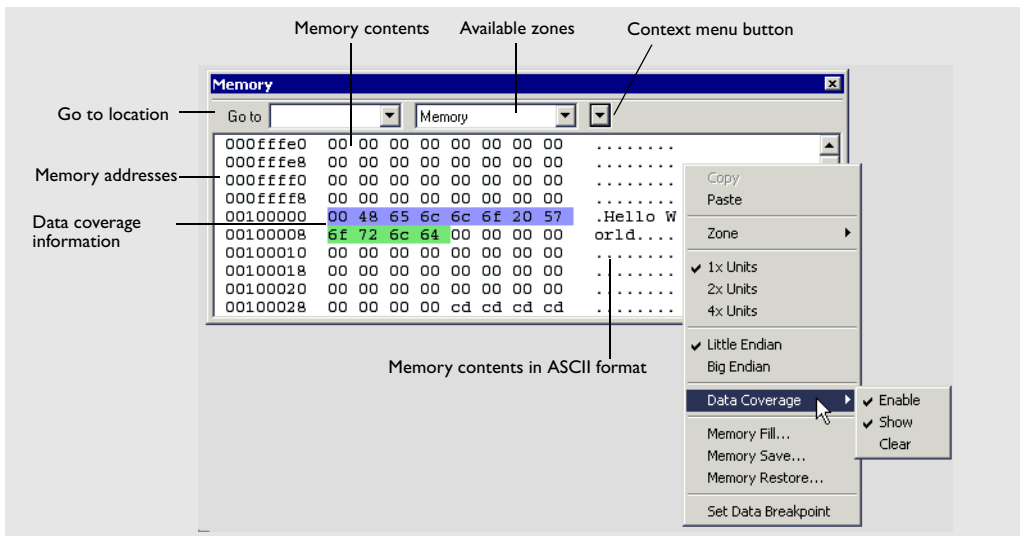 Memory contents Available zones Context menu button
Memory
Go to location
Go to Memory
000fffe0 00 00 00 00 00 00 00 00 ........
000fffe8 00 00 00 00 00 00 00 00 ........
Memory addresses
000ffff0 00 00 00 00 00 00 00 00 ........
000ffff8 00 00 00 00 00 00 00 00 ........
Data coverage
information
00100000 00 48 65 6c 6c 6f 20 57 .Hello W
00100008 6f 72 6c 64 00 00 00 00 orld....
00100010 00 00 00 00 00 00 00 00 ........
00100018 00 00 00 00 00 00 00 00 ........
00100020 00 00 00 00 00 00 00 00 ........
00100028 00 00 00 00 cd cd cd cd ........
Memory contents in ASCII format
Copy
Paste
Zone
1x Units
2x Units
4x Units
Little Endian
Big Endian
Data Coverage
Memory Fill...
Memory Save...
Memory Restore...
Set Data Breakpoint
Enable
Show
Clear